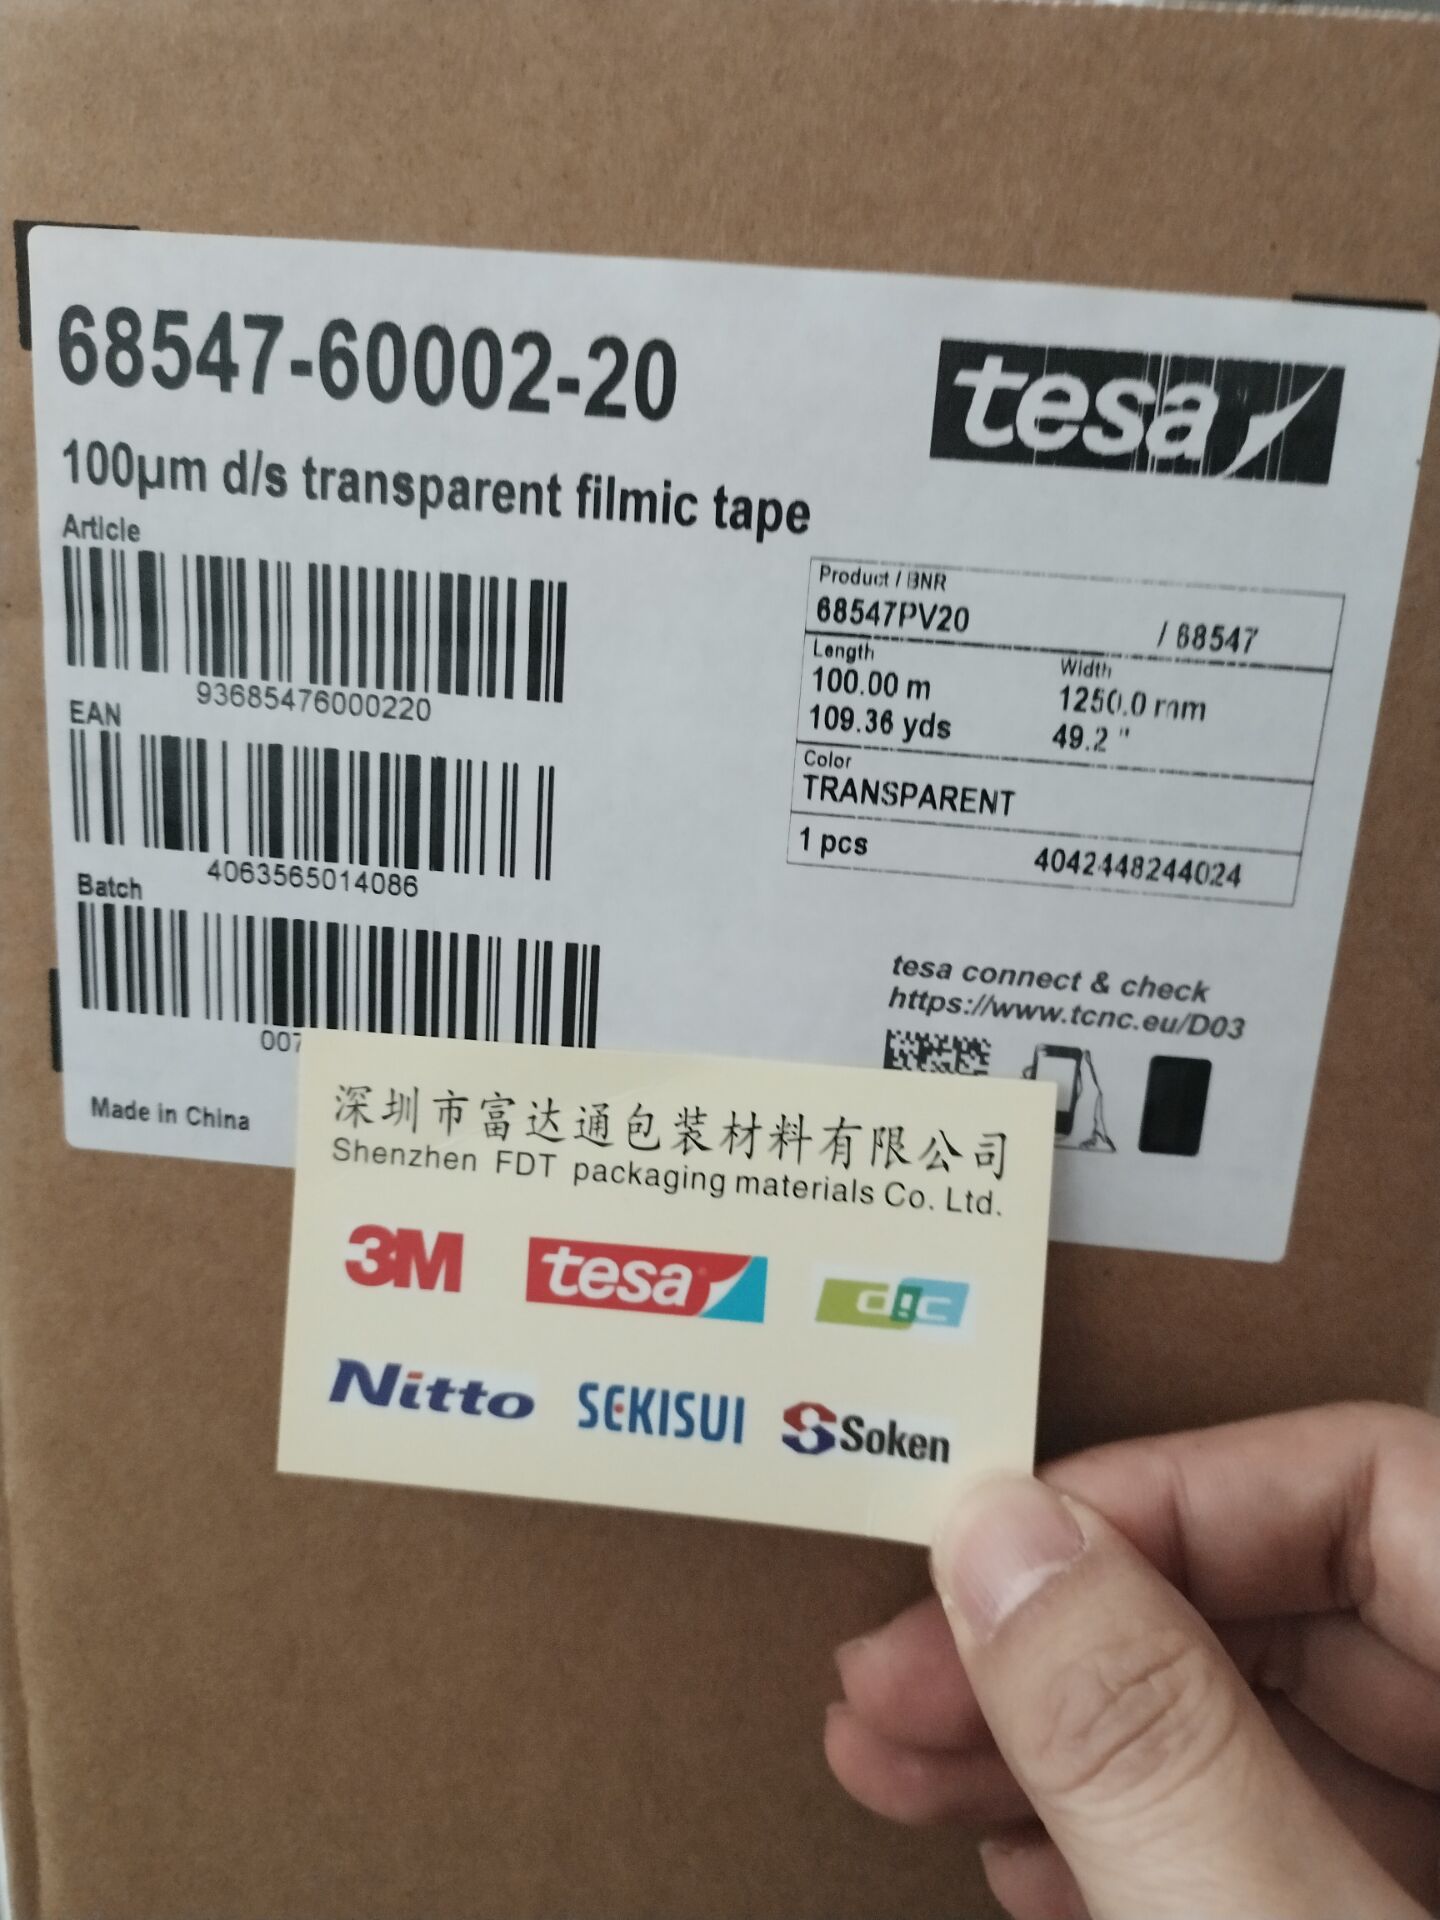 68547-60002-20
tesa
100µm d/s transparent filmic tape
Article
93685476000220
EAN
4063565014086
Batch
007
Made in China
Product / BNR
68547PV20 / 68547
Length Width
100.00 m 1250.0 mm
109.36 yds 49.2 "
Color
TRANSPARENT
1 pcs 4042448244024
tesa connect & check
https://www.tcnc.eu/D03
深圳市富达通包装材料有限公司
Shenzhen FDT packaging materials Co. Ltd.
3M tesa dic
Nitto SEKISUI Soken